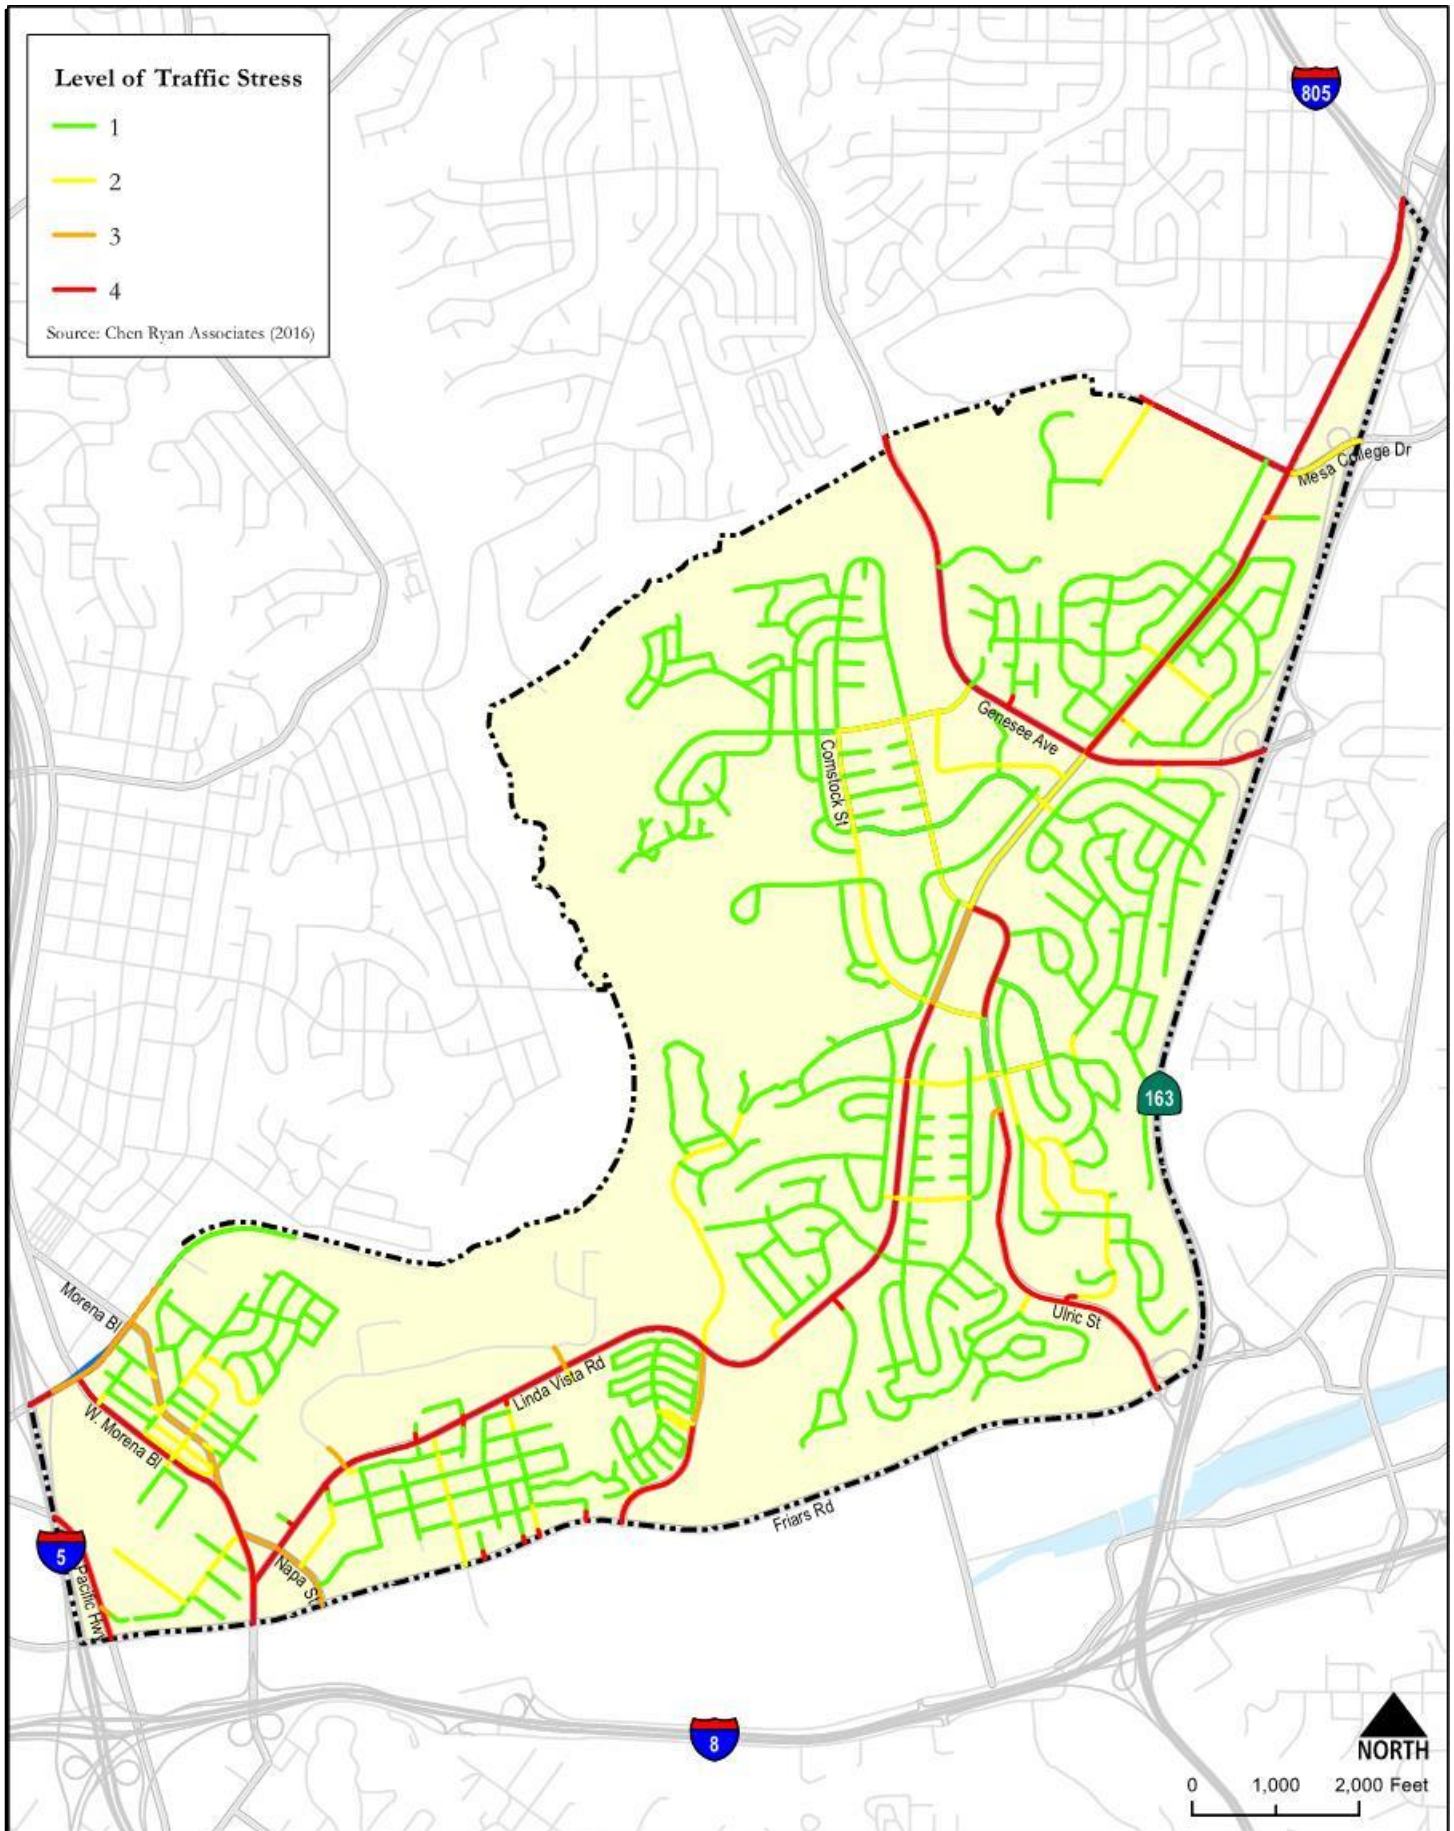 Level of Traffic Stress
1
2
3
4
Source: Chen Ryan Associates (2016)
805
Mesa College Dr
Genesee Ave
Comstock St
163
Morena Bl
Ulric St
Linda Vista Rd
W. Morena Bl
Friars Rd
5
Napa St
Pacific Hwy
8
NORTH
0 1,000 2,000 Feet